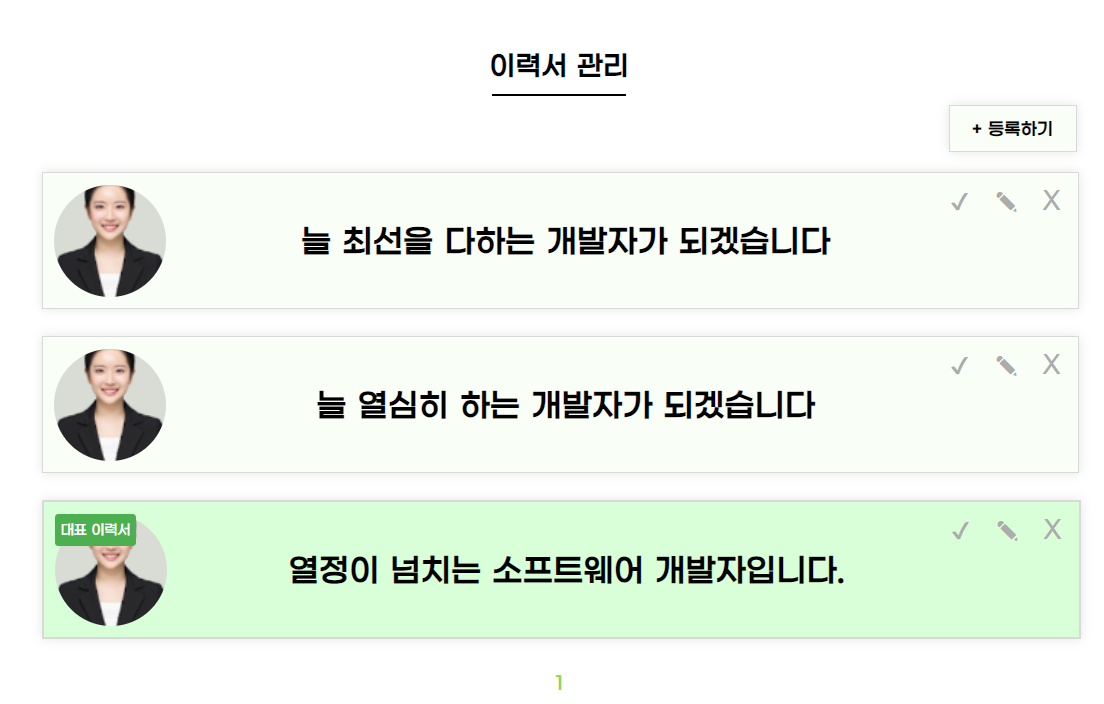 이력서 관리
+ 등록하기
✓ X
늘 최선을 다하는 개발자가 되겠습니다
✓ X
늘 열심히 하는 개발자가 되겠습니다
대표 이력서
✓ X
열정이 넘치는 소프트웨어 개발자입니다.
1